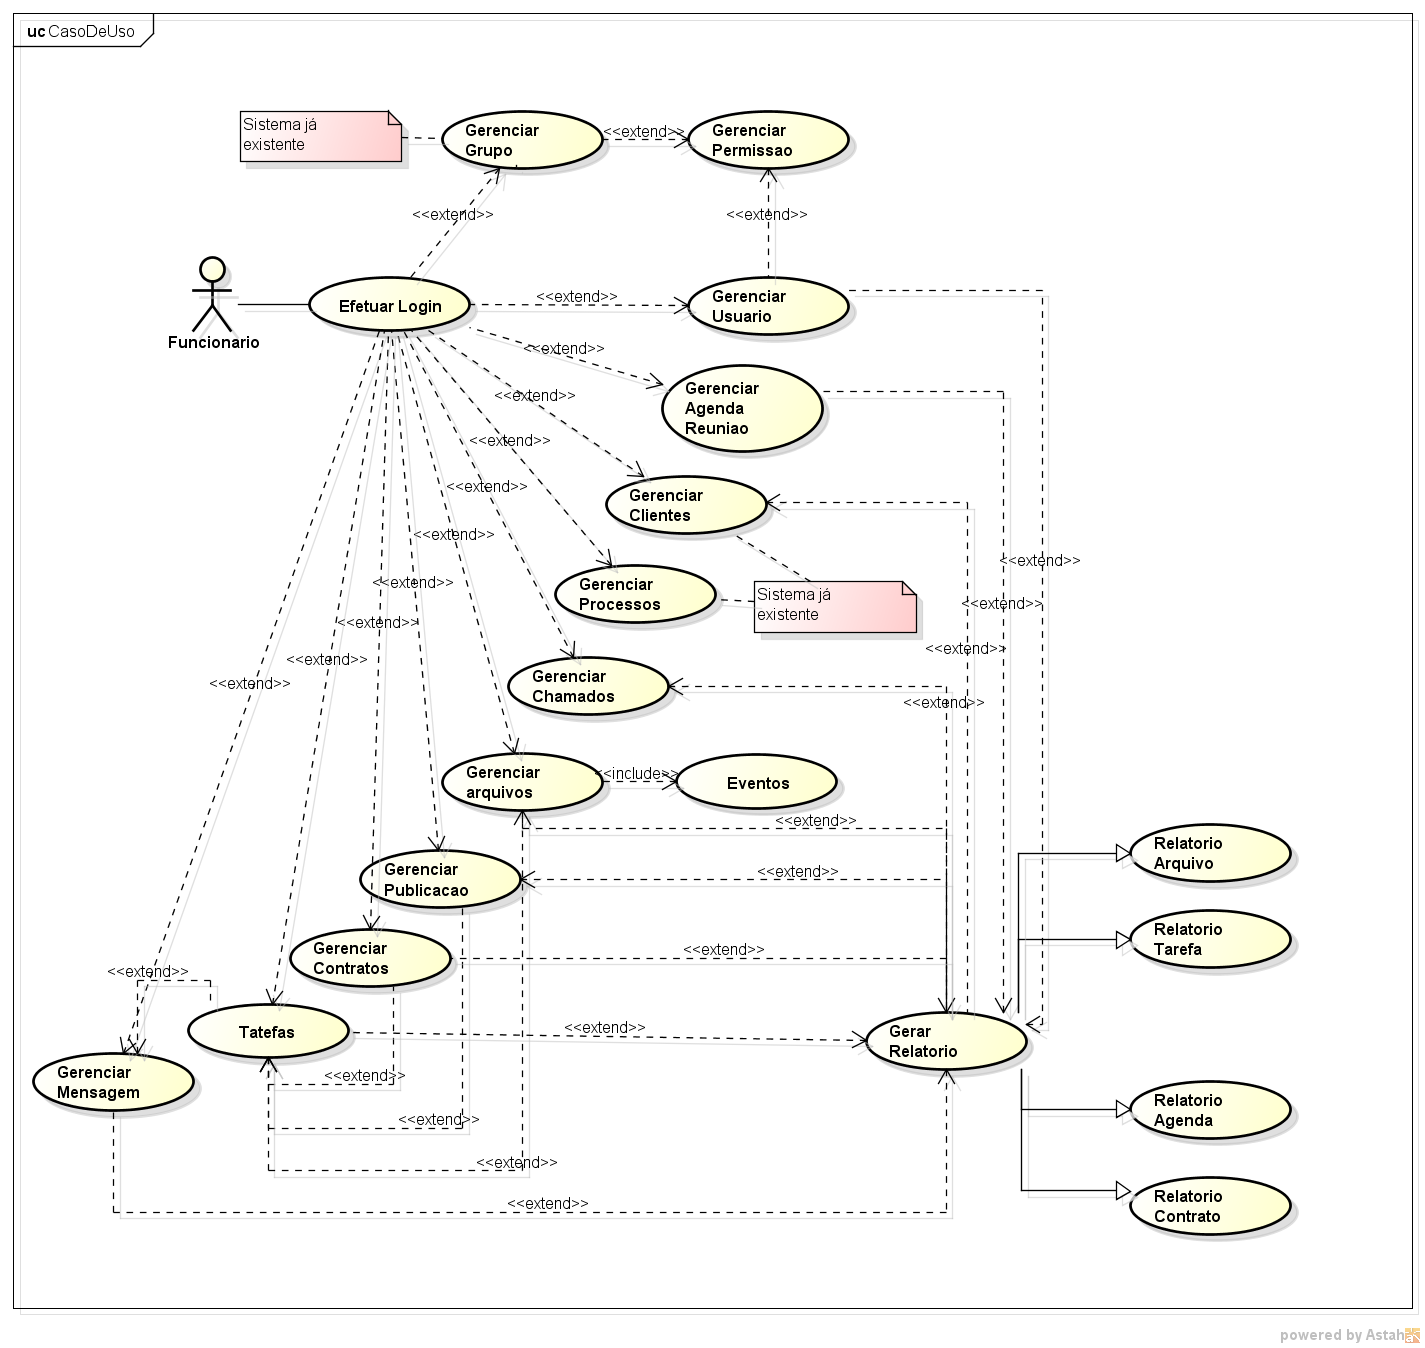 uc CasoDeUso
Sistema já
existente
Gerenciar
Grupo
<<extend>>
Gerenciar
Permissao
<<extend>>
<<extend>>
Funcionario
Efetuar Login
<<extend>>
Gerenciar
Usuario
<<extend>>
Gerenciar
Agenda
Reuniao
<<extend>>
<<extend>>
<<extend>>
Gerenciar
Clientes
<<extend>>
<<extend>>
<<extend>>
<<extend>>
Gerenciar
Processos
Sistema já
existente
<<extend>>
<<extend>>
<<extend>>
<<extend>>
<<extend>>
Gerenciar
Chamados
<<extend>>
<<extend>>
Gerenciar
arquivos
<<include>>
Eventos
<<extend>>
Gerenciar
Publicacao
<<extend>>
Relatorio
Arquivo
Gerenciar
Contratos
<<extend>>
Relatorio
Tarefa
<<extend>>
Tatefas
<<extend>>
Gerar
Relatorio
Gerenciar
Mensagem
<<extend>>
<<extend>>
Relatorio
Agenda
<<extend>>
<<extend>>
Relatorio
Contrato
powered by Astah